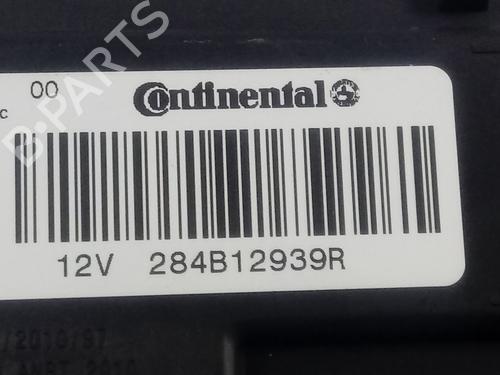 00
c
Continental
12V 284B12939R
B-PARTS